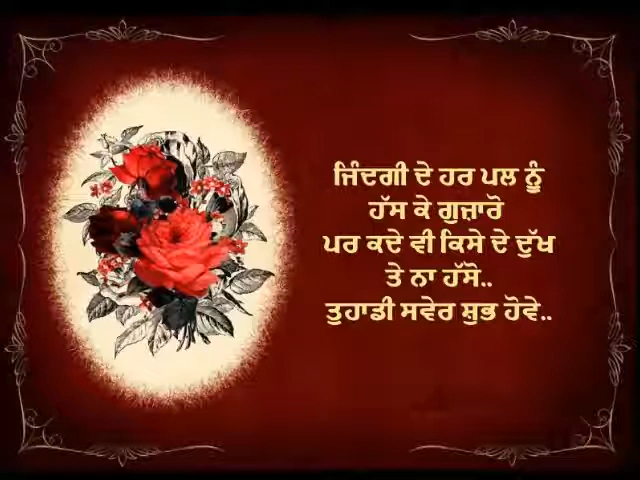 ਜਿੰਦਗੀ ਦੇ ਹਰ ਪਲ ਨੂੰ
ਹੱਸ ਕੇ ਗੁਜ਼ਾਰੋ
ਪਰ ਕਦੇ ਵੀ ਕਿਸੇ ਦੇ ਦੁੱਖ
ਤੇ ਨਾ ਹੱਸੋ..
ਤੁਹਾਡੀ ਸਵੇਰ ਸ਼ੁਭ ਹੋਵੇ..